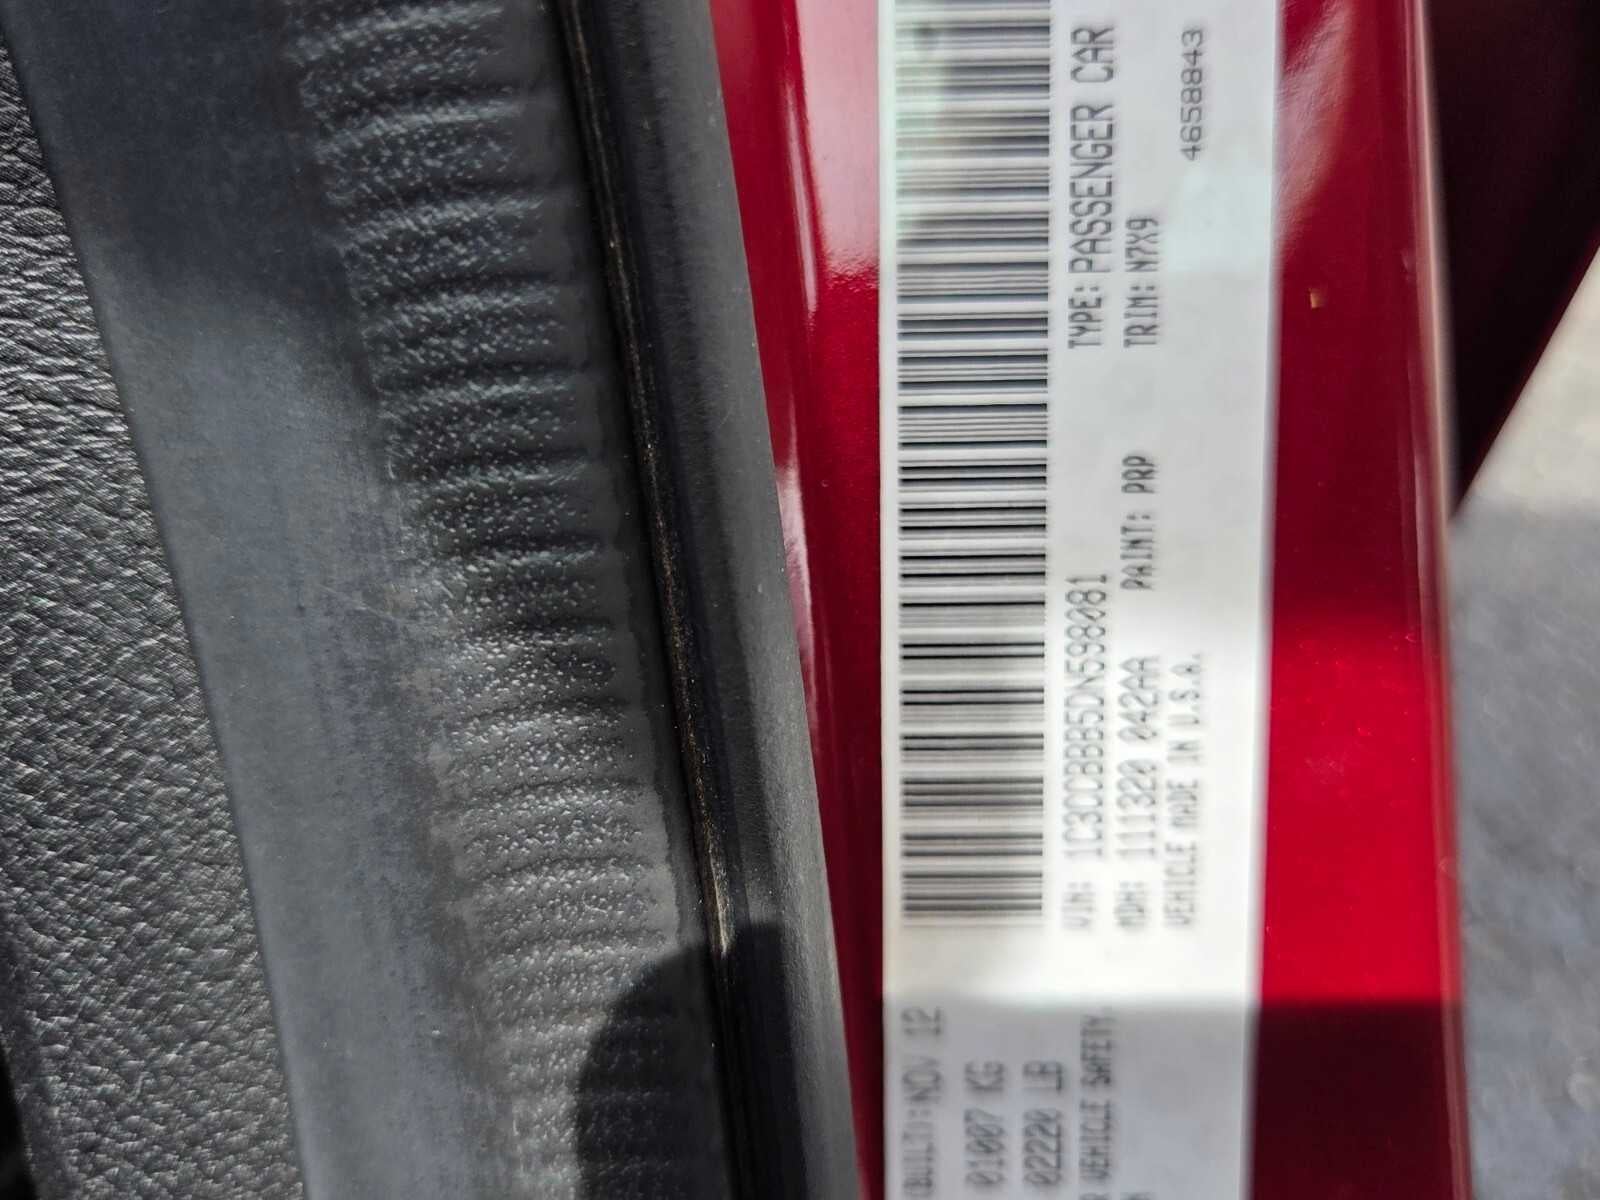 (BUILT):NOV 12
01007 KG
02220 LB
R VEHICLE SAFETY,
VIN: 1C3CCBBB5DN598081 TYPE: PASSENGER CAR
MDH: 111320 042AA PAINT: PRP TRIM: N7X9
VEHICLE MADE IN U.S.A. 4658843